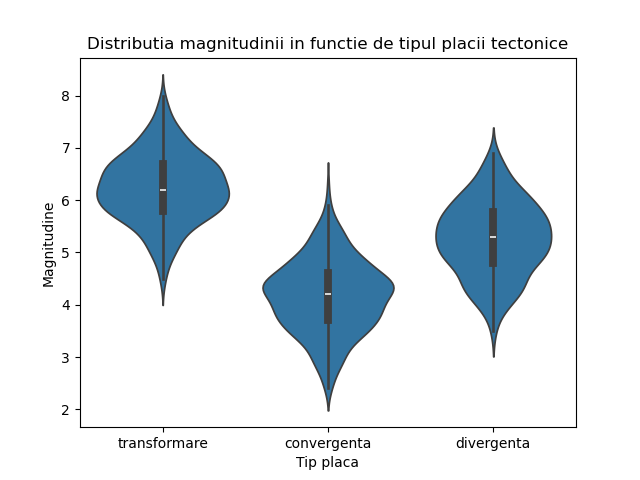 Distributia magnitudinii in functie de tipul placii tectonice
Magnitudine
8
7
6
5
4
3
2
transformare convergenta divergenta
Tip placa